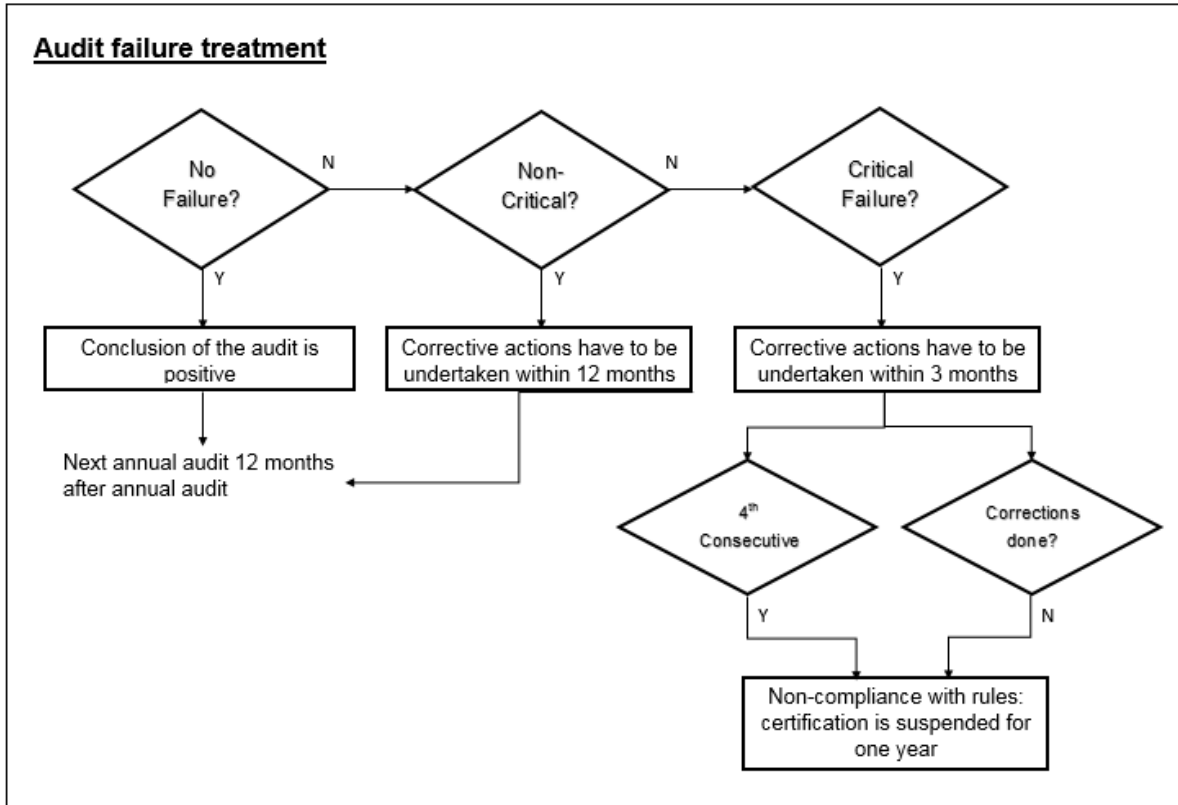 Audit failure treatment
No
Failure?
N
Non-
Critical?
N
Critical
Failure?
Y
Y
Y
Conclusion of the audit is
positive
Corrective actions have to be
undertaken within 12 months
Corrective actions have to be
undertaken within 3 months
Next annual audit 12 months
after annual audit
4th
Consecutive
Corrections
done?
Y
N
Non-compliance with rules:
certification is suspended for
one year